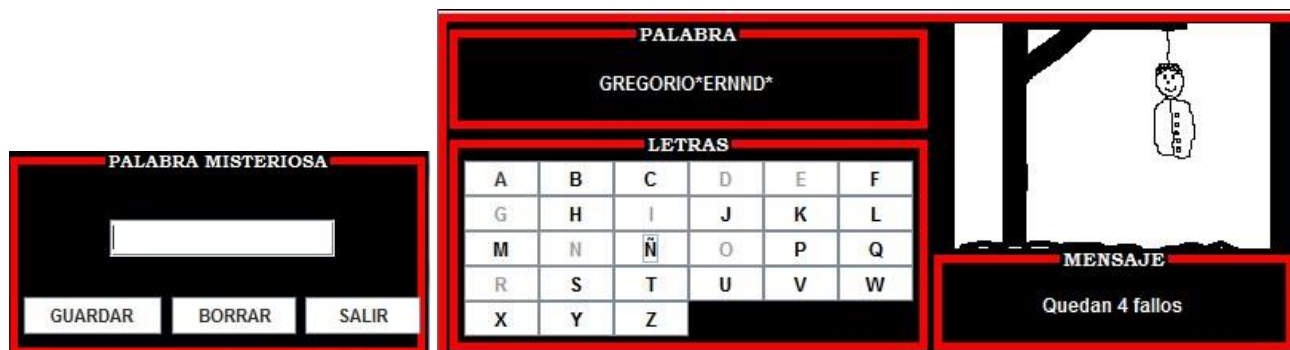 PALABRA MISTERIOSA
GUARDAR BORRAR SALIR
PALABRA
GREGORIO*ERNND*
LETRAS
A B C D E F
G H I J K L
M N Ñ O P Q
R S T U V W
X Y Z
MENSAJE
Quedan 4 fallos